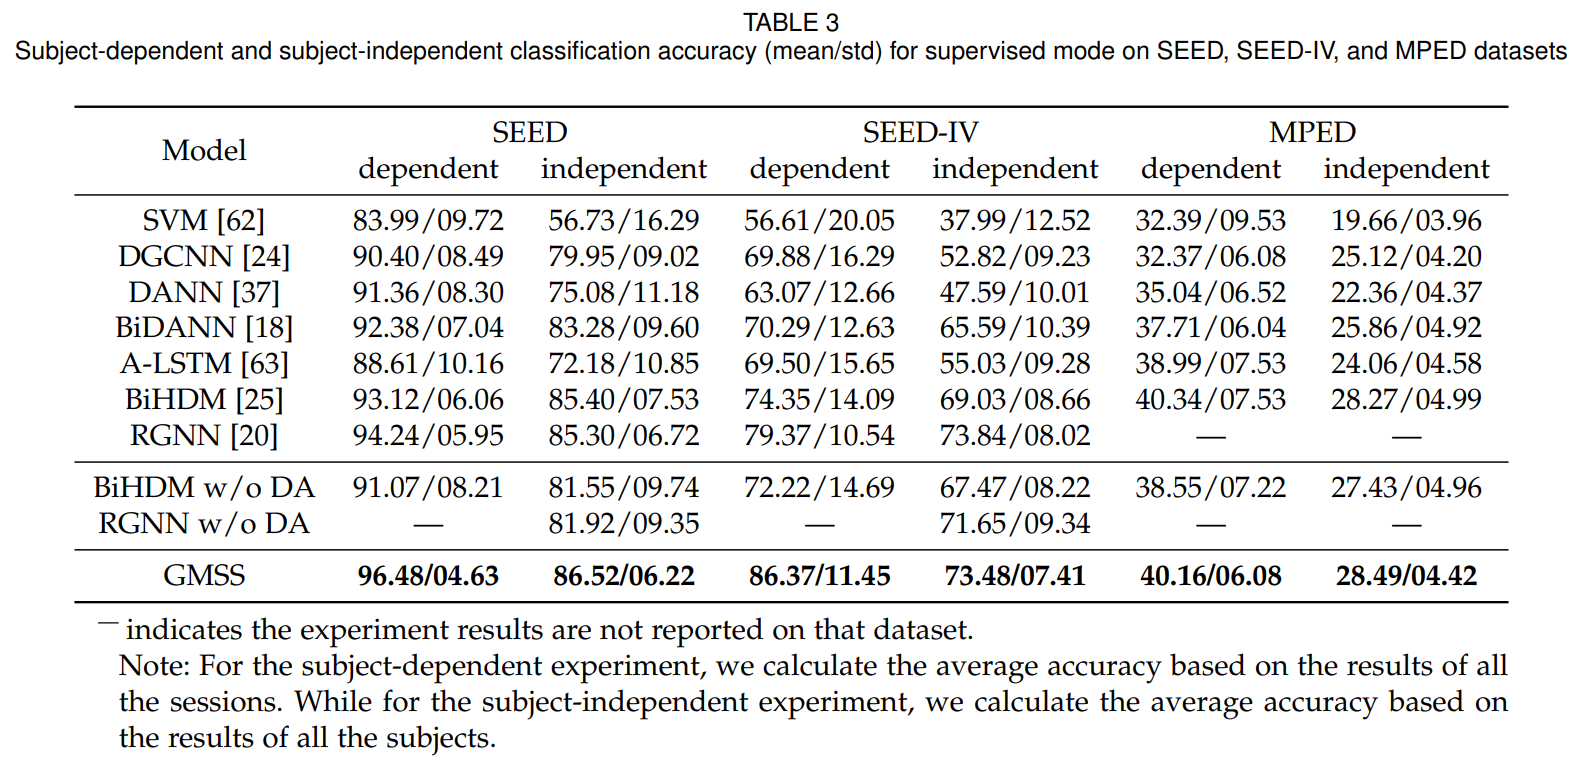 TABLE 3
Subject-dependent and subject-independent classification accuracy (mean/std) for supervised mode on SEED, SEED-IV, and MPED datasets
Model SEED SEED-IV MPED
dependent independent dependent independent dependent independent
SVM [62] 83.99/09.72 56.73/16.29 56.61/20.05 37.99/12.52 32.39/09.53 19.66/03.96
DGCNN [24] 90.40/08.49 79.95/09.02 69.88/16.29 52.82/09.23 32.37/06.08 25.12/04.20
DANN [37] 91.36/08.30 75.08/11.18 63.07/12.66 47.59/10.01 35.04/06.52 22.36/04.37
BiDANN [18] 92.38/07.04 83.28/09.60 70.29/12.63 65.59/10.39 37.71/06.04 25.86/04.92
A-LSTM [63] 88.61/10.16 72.18/10.85 69.50/15.65 55.03/09.28 38.99/07.53 24.06/04.58
BiHDM [25] 93.12/06.06 85.40/07.53 74.35/14.09 69.03/08.66 40.34/07.53 28.27/04.99
RGNN [20] 94.24/05.95 85.30/06.72 79.37/10.54 73.84/08.02 — —
BiHDM w/o DA 91.07/08.21 81.55/09.74 72.22/14.69 67.47/08.22 38.55/07.22 27.43/04.96
RGNN w/o DA — 81.92/09.35 — 71.65/09.34 — —
GMSS 96.48/04.63 86.52/06.22 86.37/11.45 73.48/07.41 40.16/06.08 28.49/04.42
— indicates the experiment results are not reported on that dataset.
Note: For the subject-dependent experiment, we calculate the average accuracy based on the results of all
the sessions. While for the subject-independent experiment, we calculate the average accuracy based on
the results of all the subjects.